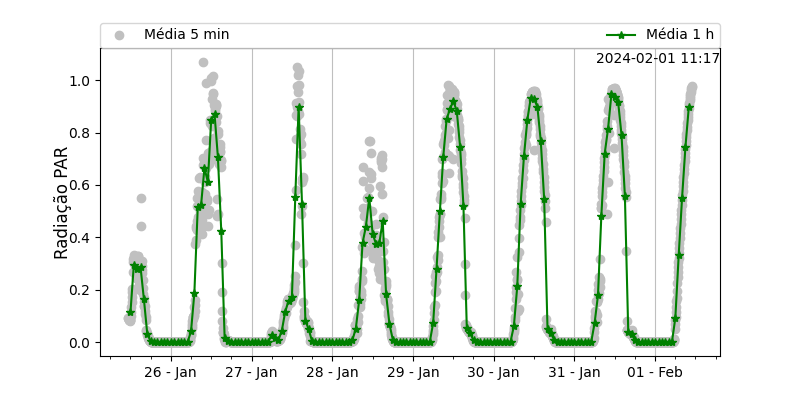 Média 5 min
Média 1 h
2024-02-01 11:17
Radiação PAR
1.0
0.8
0.6
0.4
0.2
0.0
26 - Jan
27 - Jan
28 - Jan
29 - Jan
30 - Jan
31 - Jan
01 - Feb